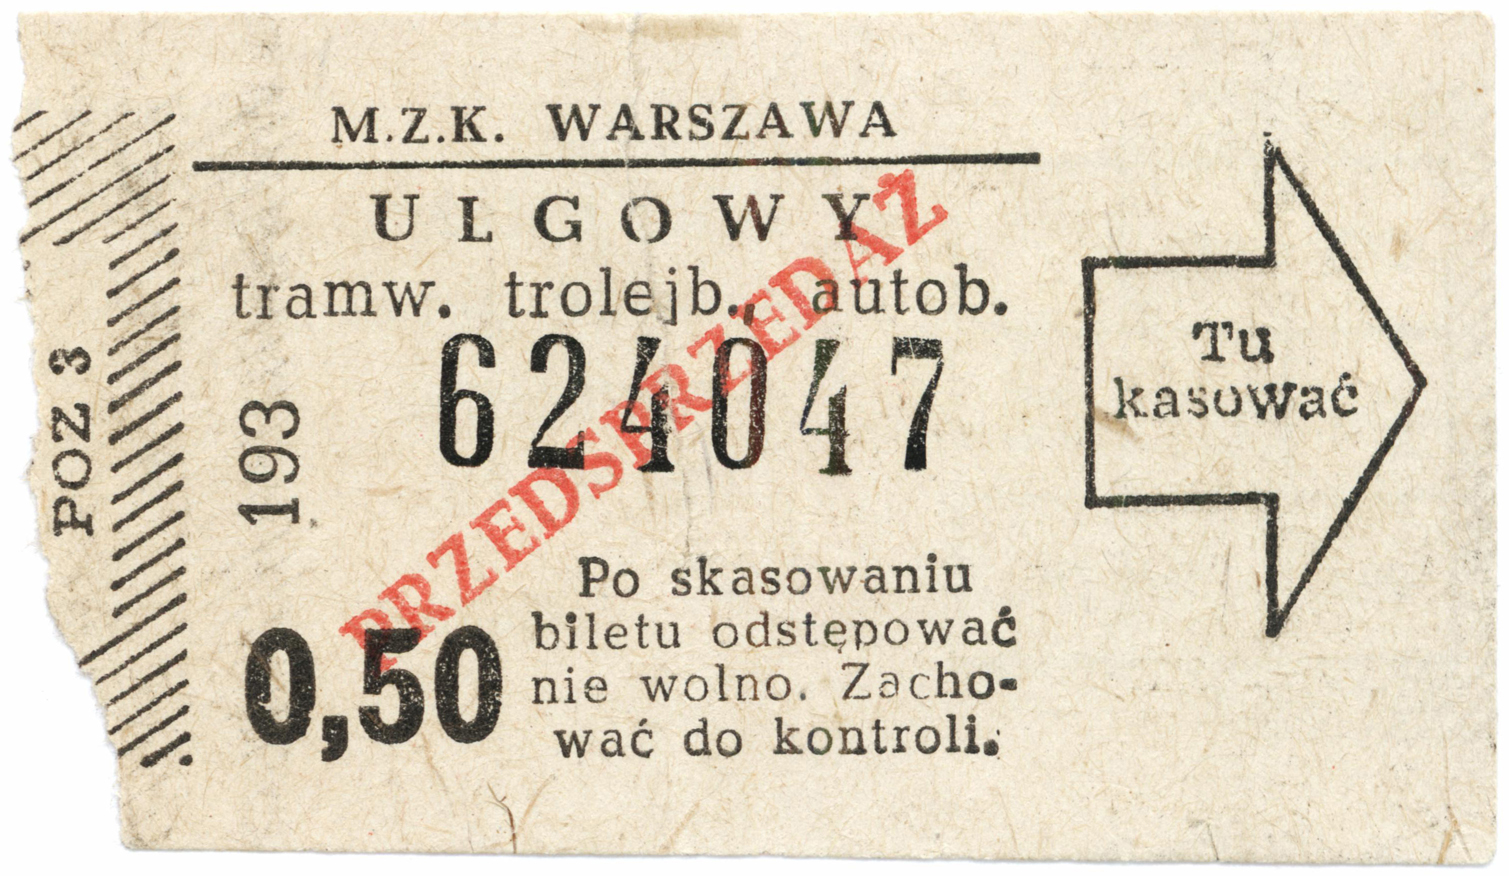 M.Z.K. WARSZAWA
ULGOWY
tramw. trolejb., autob.
624047
PRZEDSPRZEDAŻ
POZ 3
193
0,50
Po skasowaniu
biletu odstępować
nie wolno. Zacho-
wać do kontroli.
Tu
kasować